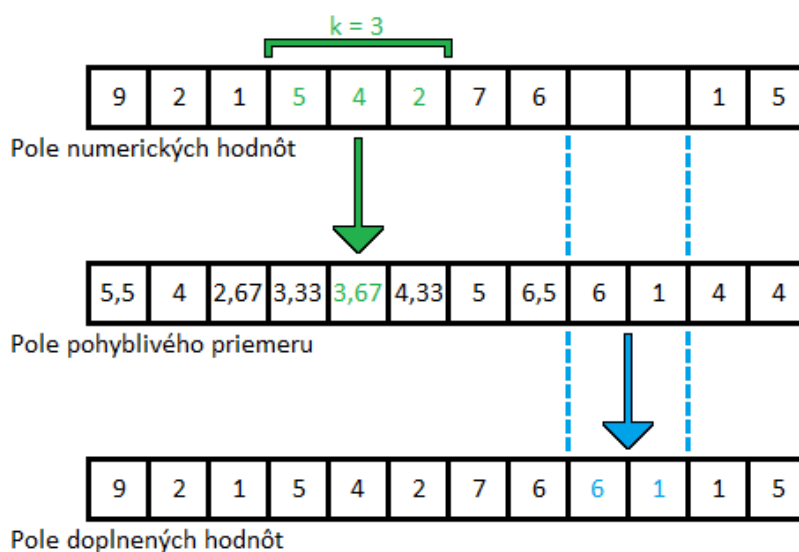 k = 3
9 2 1 5 4 2 7 6 1 5
Pole numerických hodnôt
5,5 4 2,67 3,33 3,67 4,33 5 6,5 6 1 4 4
Pole pohyblivého priemeru
9 2 1 5 4 2 7 6 6 1 1 5
Pole doplnených hodnôt